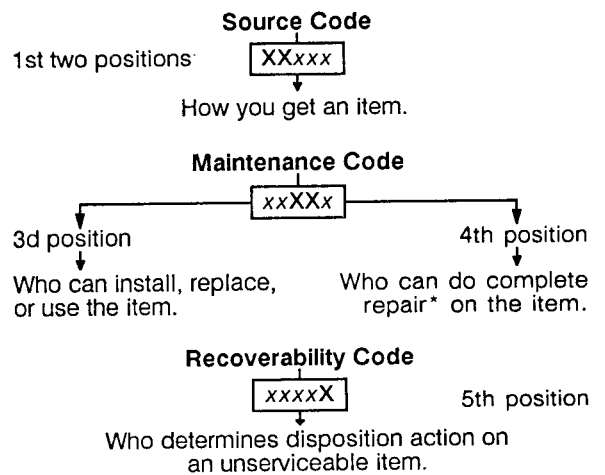 Source Code
1st two positions
XXxxx
How you get an item.
Maintenance Code
xxXXx
3d position
4th position
Who can install, replace,
or use the item.
Who can do complete
repair* on the item.
Recoverability Code
xxxxX
5th position
Who determines disposition action on
an unserviceable item.